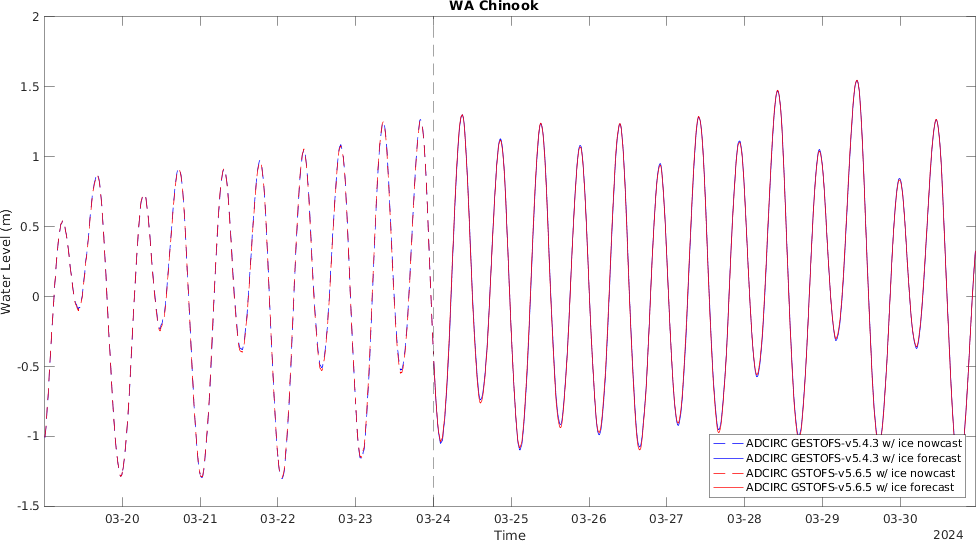 WA Chinook
2
1.5
1
0.5
0
-0.5
-1
-1.5
Water Level (m)
03-20 03-21 03-22 03-23 03-24 03-25 03-26 03-27 03-28 03-29 03-30
Time
2024
ADCIRC GESTOFS-v5.4.3 w/ ice nowcast
ADCIRC GESTOFS-v5.4.3 w/ ice forecast
ADCIRC GSTOFS-v5.6.5 w/ ice nowcast
ADCIRC GSTOFS-v5.6.5 w/ ice forecast